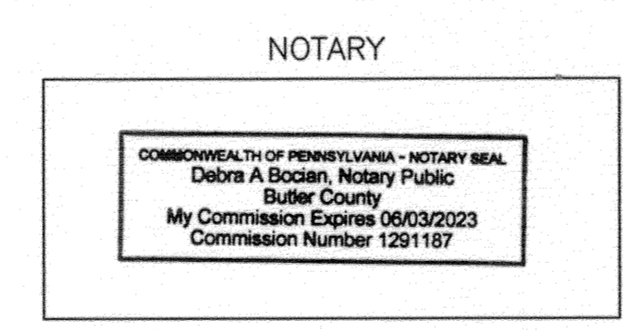 NOTARY
COMMONWEALTH OF PENNSYLVANIA - NOTARY SEAL
Debra A Bocian, Notary Public
Butler County
My Commission Expires 06/03/2023
Commission Number 1291187